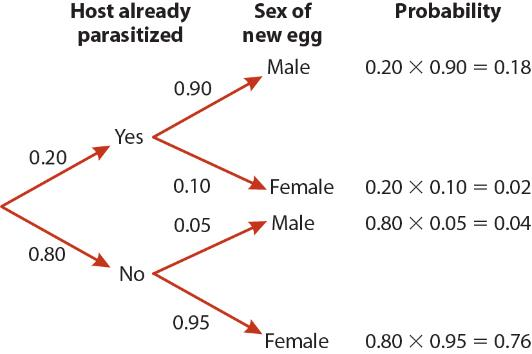 Host already parasitized
Sex of new egg
Probability
0.20
Yes
0.90
Male
0.20 × 0.90 = 0.18
0.10
Female
0.20 × 0.10 = 0.02
0.80
No
0.05
Male
0.80 × 0.05 = 0.04
0.95
Female
0.80 × 0.95 = 0.76